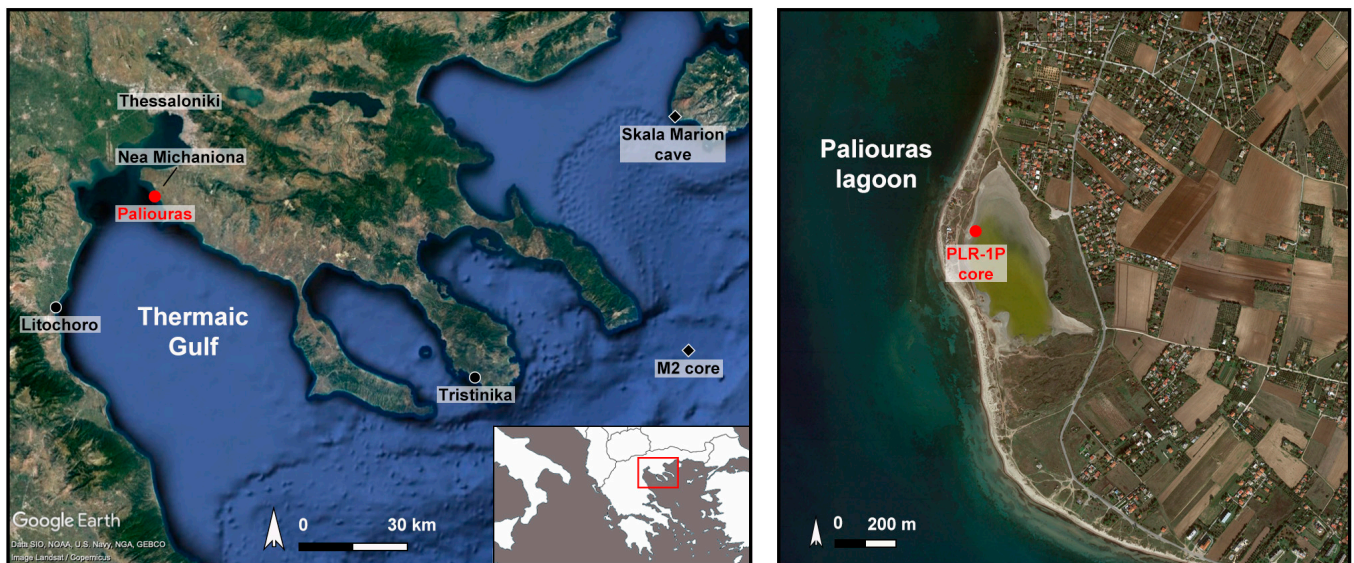 Thessaloniki
Nea Michaniona
Paliouras
Skala Marion
cave
Litochoro
Thermaic
Gulf
M2 core
Tristinika
Google Earth
Data SIO, NOAA, U.S. Navy, NGA, GEBCO
Image Landsat / Copernicus
0 30 km
Paliouras
lagoon
PLR-1P
core
0 200 m